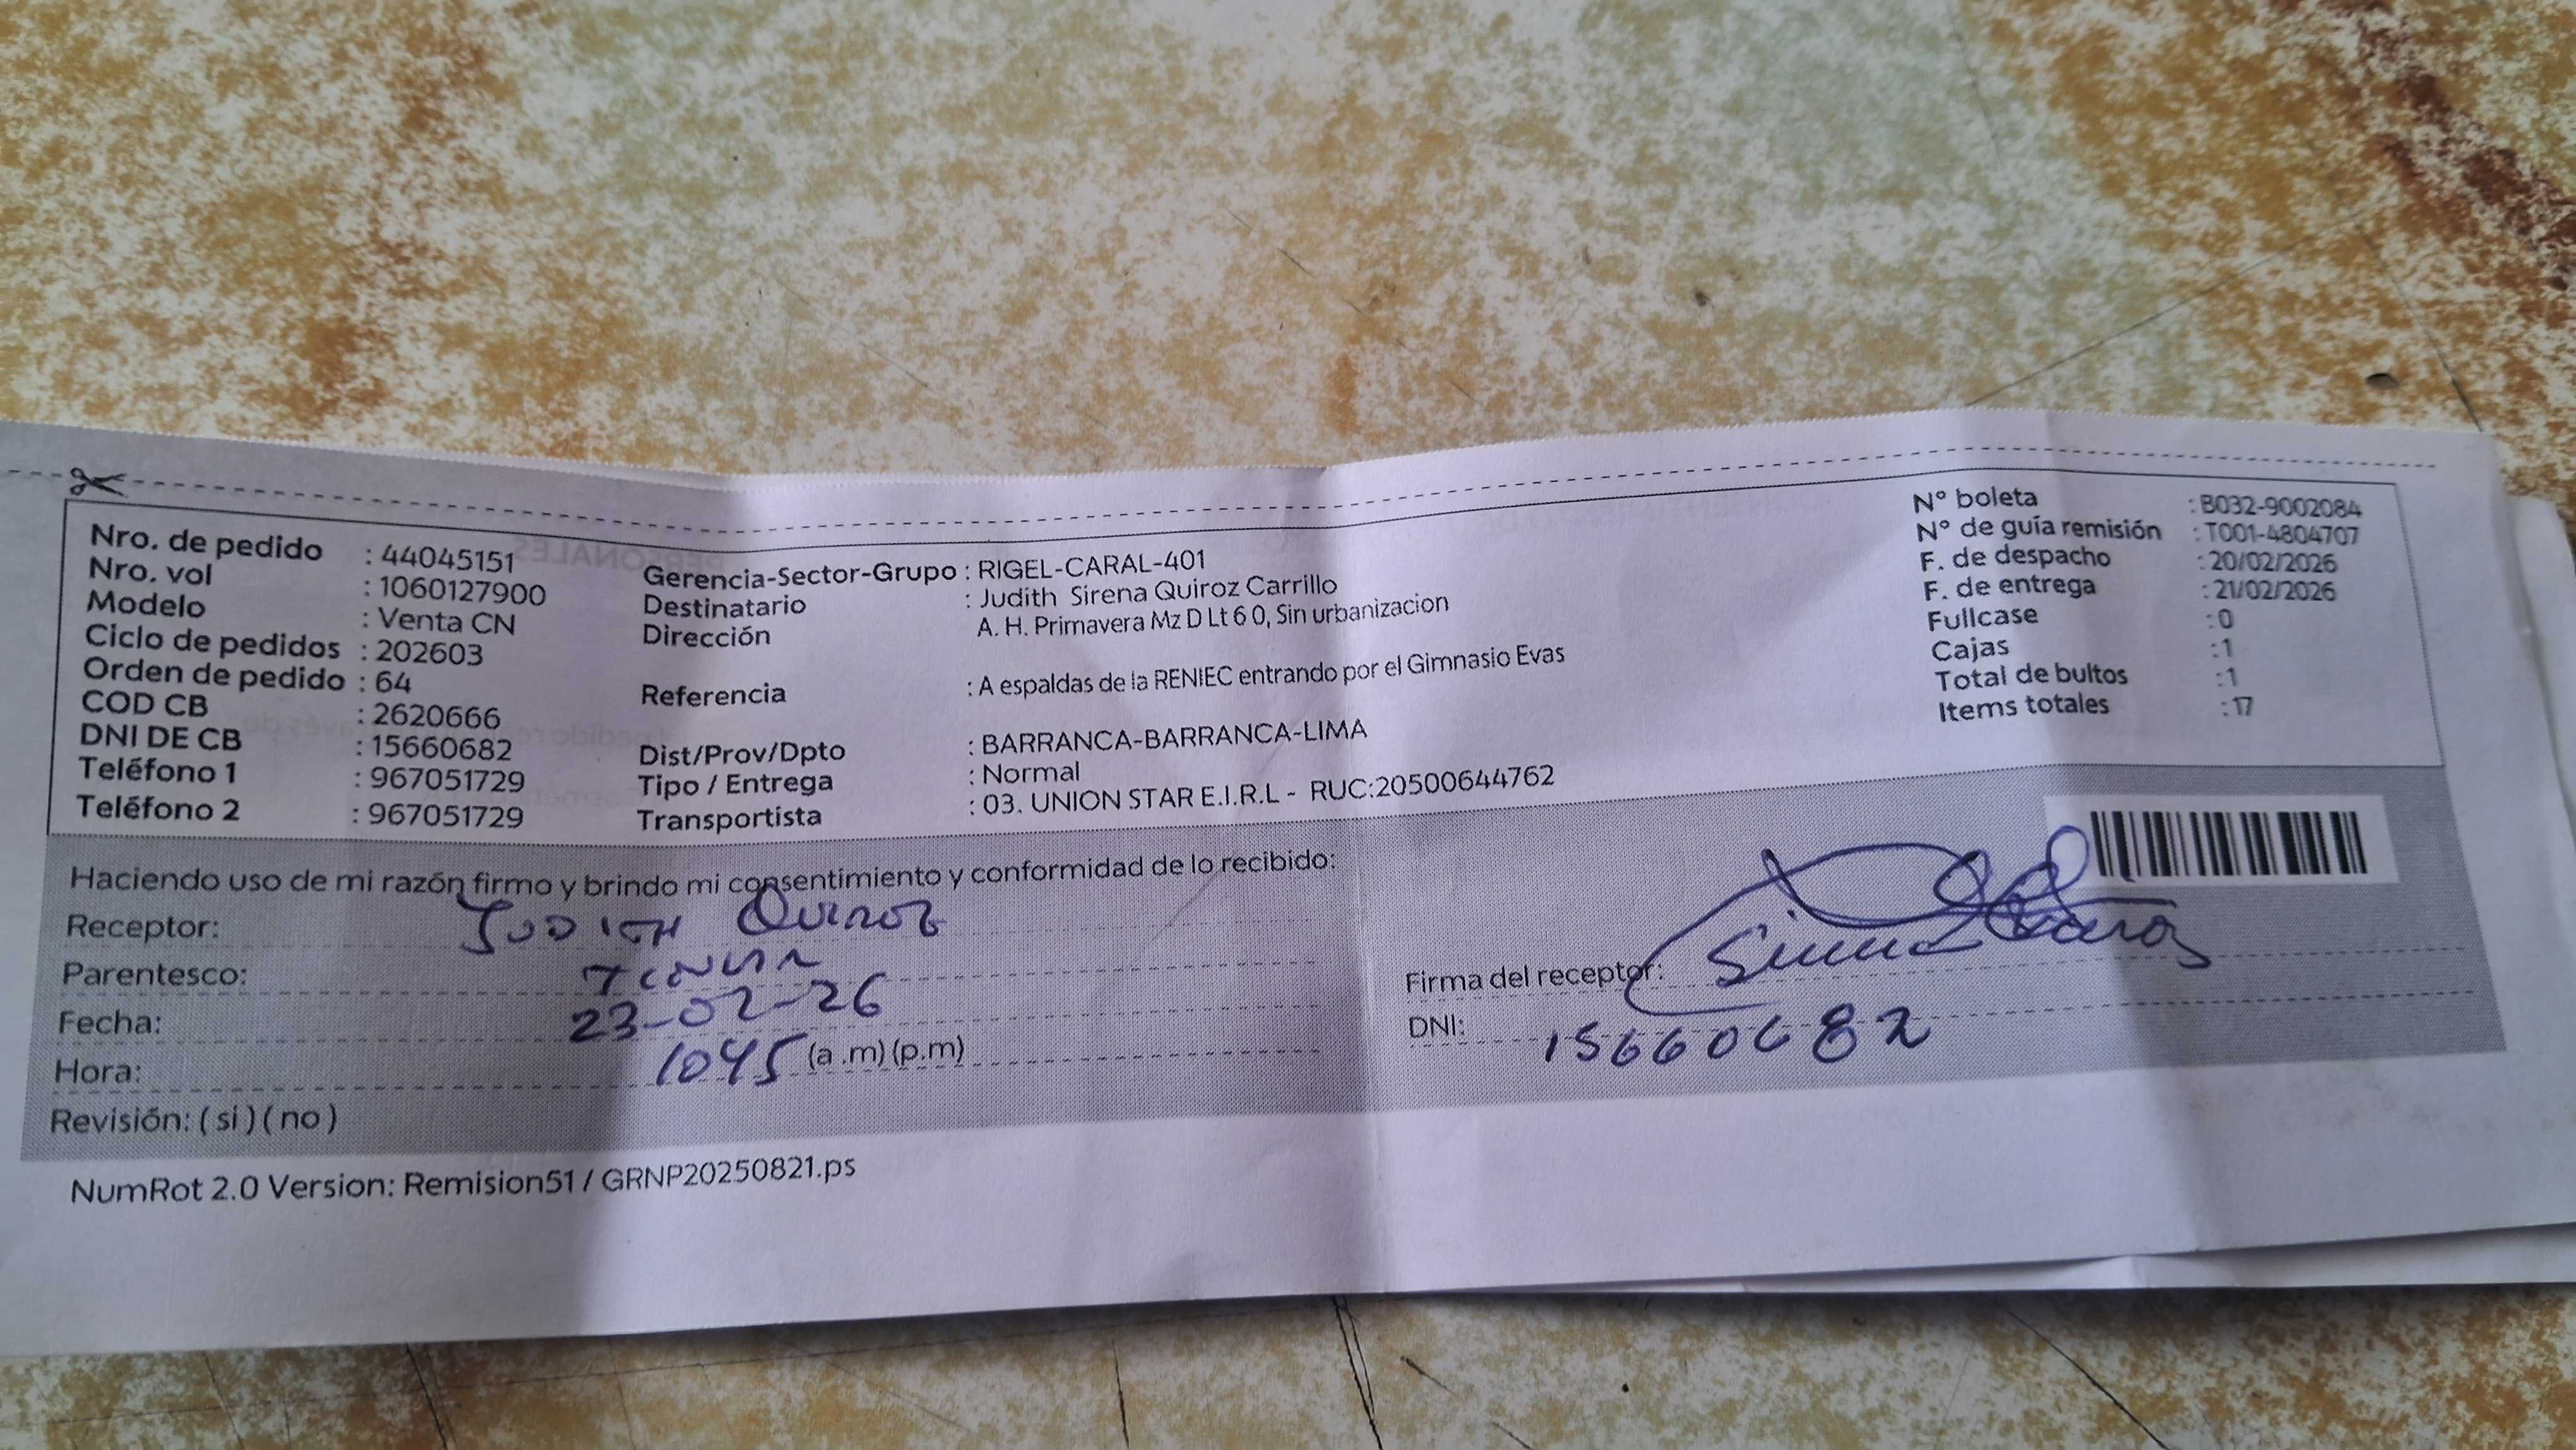 Nro. de pedido : 44045151
Nro. vol : 1060127900
Modelo : Venta CN
Ciclo de pedidos : 202603
Orden de pedido : 64
COD CB : 2620666
DNI DE CB : 15660682
Teléfono 1 : 967051729
Teléfono 2 : 967051729
Gerencia-Sector-Grupo : RIGEL-CARAL-401
Destinatario : Judith Sirena Quiroz Carrillo
Dirección A. H. Primavera Mz D Lt 6 0, Sin urbanizacion
Referencia : A espaldas de la RENIEC entrando por el Gimnasio Evas
Dist/Prov/Dpto : BARRANCA-BARRANCA-LIMA
Tipo / Entrega : Normal
Transportista : 03. UNION STAR E.I.R.L - RUC:20500644762
N° boleta : B032-9002084
N° de guía remisión : T001-4804707
F. de despacho : 20/02/2026
F. de entrega : 21/02/2026
Fullcase : 0
Cajas : 1
Total de bultos : 1
Items totales : 17
Haciendo uso de mi razón firmo y brindo mi consentimiento y conformidad de lo recibido:
Receptor: JUDITH QUIROZ
Parentesco:
Fecha: 23-02-26
Hora: 1045 (a .m) (p.m)
Revisión: ( si ) ( no )
Firma del receptor:
DNI: 15660682
NumRot 2.0 Version: Remision51 / GRNP20250821.ps